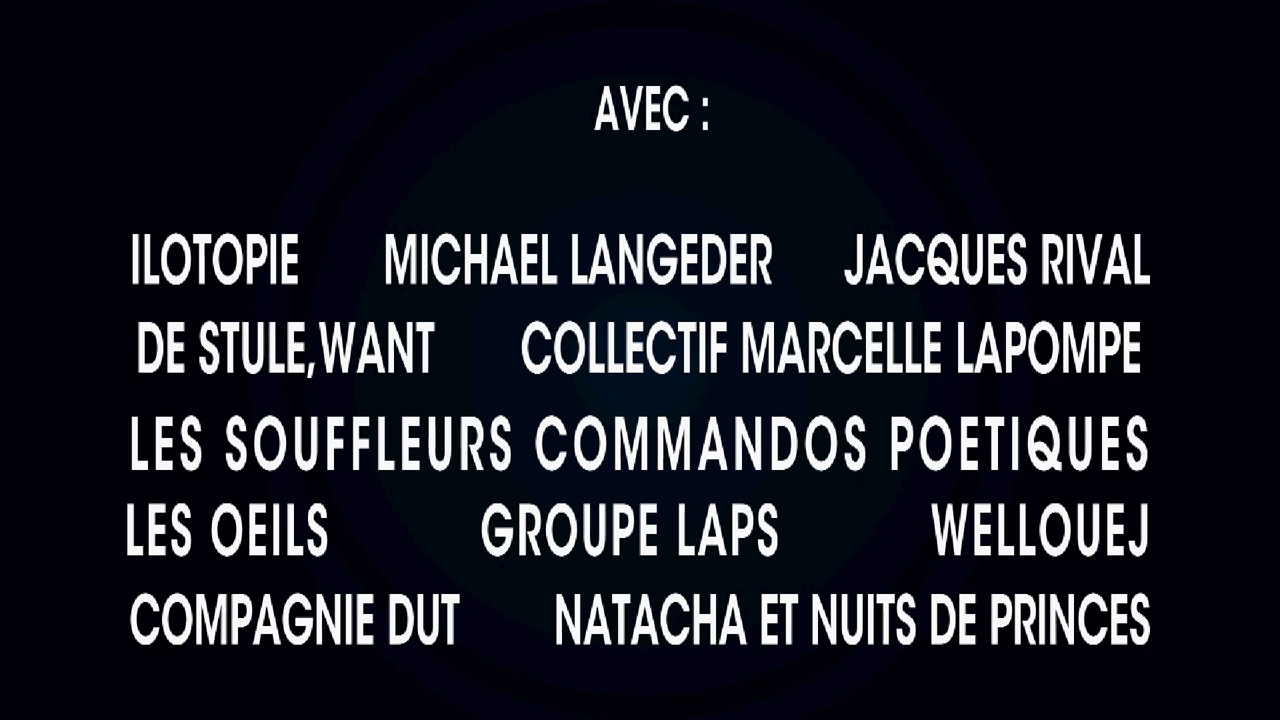 AVEC :
ILOTOPIE MICHAEL LANGEDER JACQUES RIVAL
DE STULE,WANT COLLECTIF MARCELLE LAPOMPE
LES SOUFFLEURS COMMANDOS POETIQUES
LES OEILS GROUPE LAPS WELLOUEJ
COMPAGNIE DUT NATACHA ET NUITS DE PRINCES